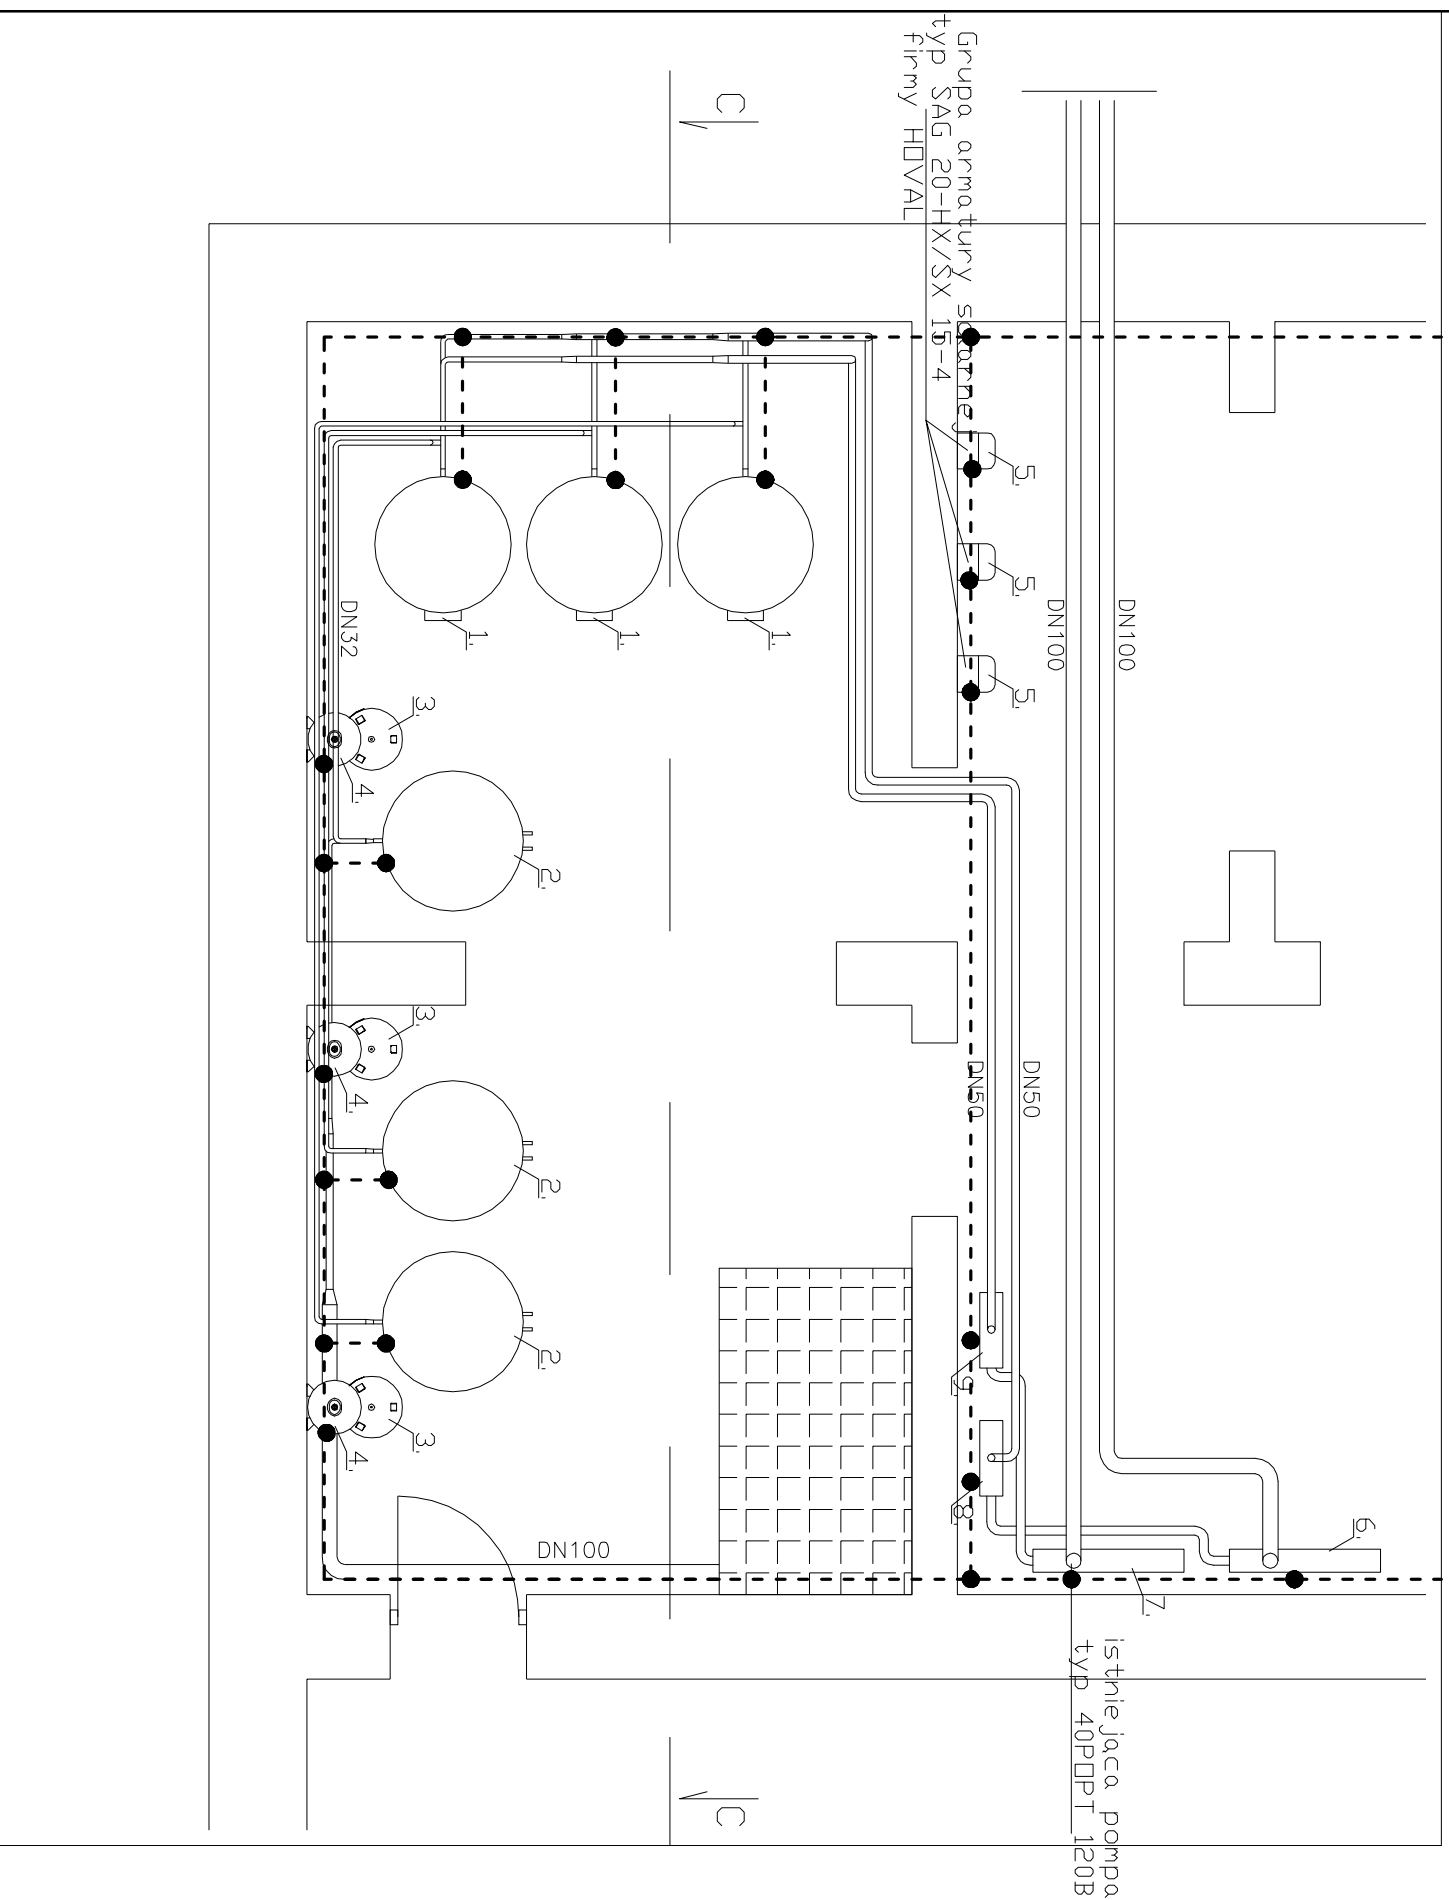 Grupa armatury solarnej
typ SAG 20-HX/SX 15-4
firmy HOVAL
C
5.
5.
5.
DN100
DN100
1.
1.
1.
DN32
3.
4.
2.
3.
4.
2.
DN50
DN50
2.
9.
3.
4.
8.
6.
DN100
7.
istniejąca pompa
typ 40POPT 120B
C